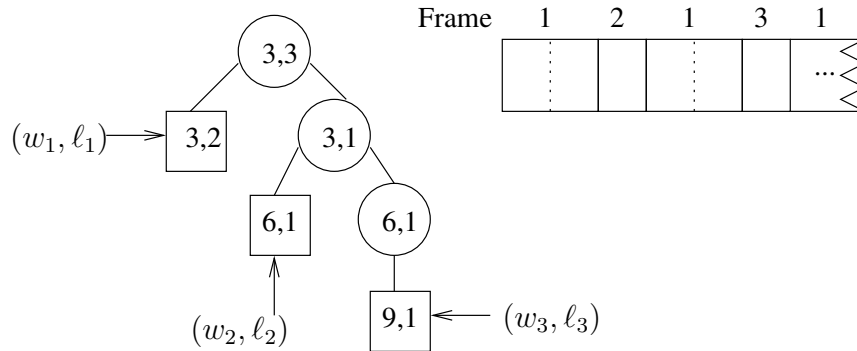 Frame 1 2 1 3 1
3,3
...
(w₁, ℓ₁) 3,2 3,1
6,1 6,1
(w₂, ℓ₂) 9,1 (w₃, ℓ₃)